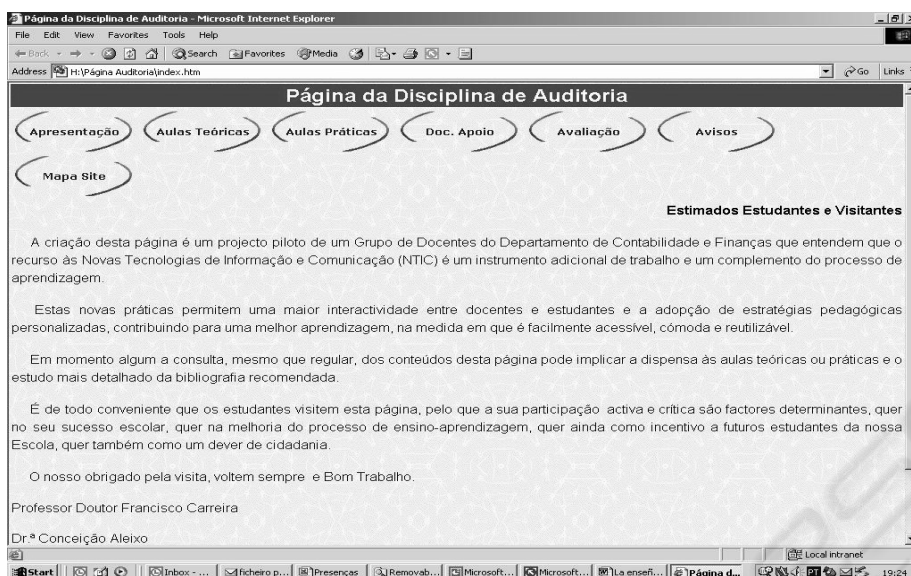 Página da Disciplina de Auditoria - Microsoft Internet Explorer
File Edit View Favorites Tools Help
Back Search Favorites Media
Address H:\Página Auditoria\index.htm Go Links
Página da Disciplina de Auditoria
Apresentação Aulas Teóricas Aulas Práticas Doc. Apoio Avaliação Avisos
Mapa Site
Estimados Estudantes e Visitantes
A criação desta página é um projecto piloto de um Grupo de Docentes do Departamento de Contabilidade e Finanças que entendem que o
recurso às Novas Tecnologias de Informação e Comunicação (NTIC) é um instrumento adicional de trabalho e um complemento do processo de
aprendizagem.
Estas novas práticas permitem uma maior interactividade entre docentes e estudantes e a adopção de estratégias pedagógicas
personalizadas, contribuindo para uma melhor aprendizagem, na medida em que é facilmente acessível, cómoda e reutilizável.
Em momento algum a consulta, mesmo que regular, dos conteúdos desta página pode implicar a dispensa às aulas teóricas ou práticas e o
estudo mais detalhado da bibliografia recomendada.
É de todo conveniente que os estudantes visitem esta página, pelo que a sua participação activa e crítica são factores determinantes, quer
no seu sucesso escolar, quer na melhoria do processo de ensino-aprendizagem, quer ainda como incentivo a futuros estudantes da nossa
Escola, quer também como um dever de cidadania.
O nosso obrigado pela visita, voltem sempre e Bom Trabalho.
Professor Doutor Francisco Carreira
Dr.ª Conceição Aleixo
Local intranet
Start Inbox - ... ficheiro p... Presenças Removab... Microsoft... Microsoft... La enseñ... Página d... PT 19:24